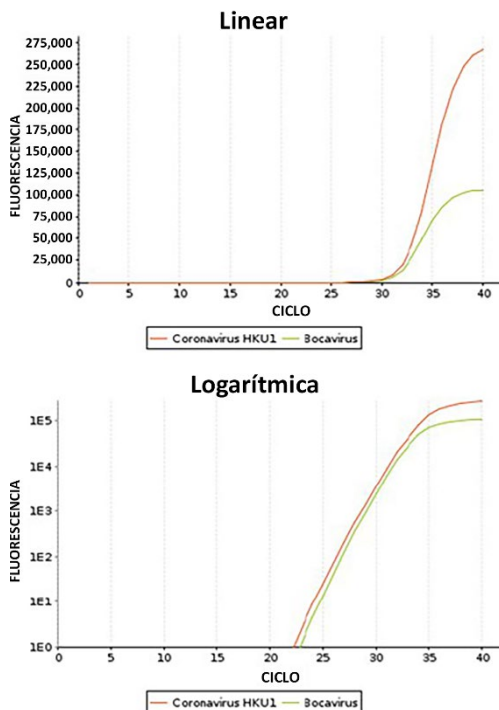 Linear
275,000
250,000
225,000
200,000
175,000
150,000
125,000
100,000
75,000
50,000
25,000
0
FLUORESCENCIA
0 5 10 15 20 25 30 35 40
CICLO
Coronavirus HKU1 Bocavirus
Logarítmica
1E5
1E4
1E3
1E2
1E1
1E0
FLUORESCENCIA
0 5 10 15 20 25 30 35 40
CICLO
Coronavirus HKU1 Bocavirus